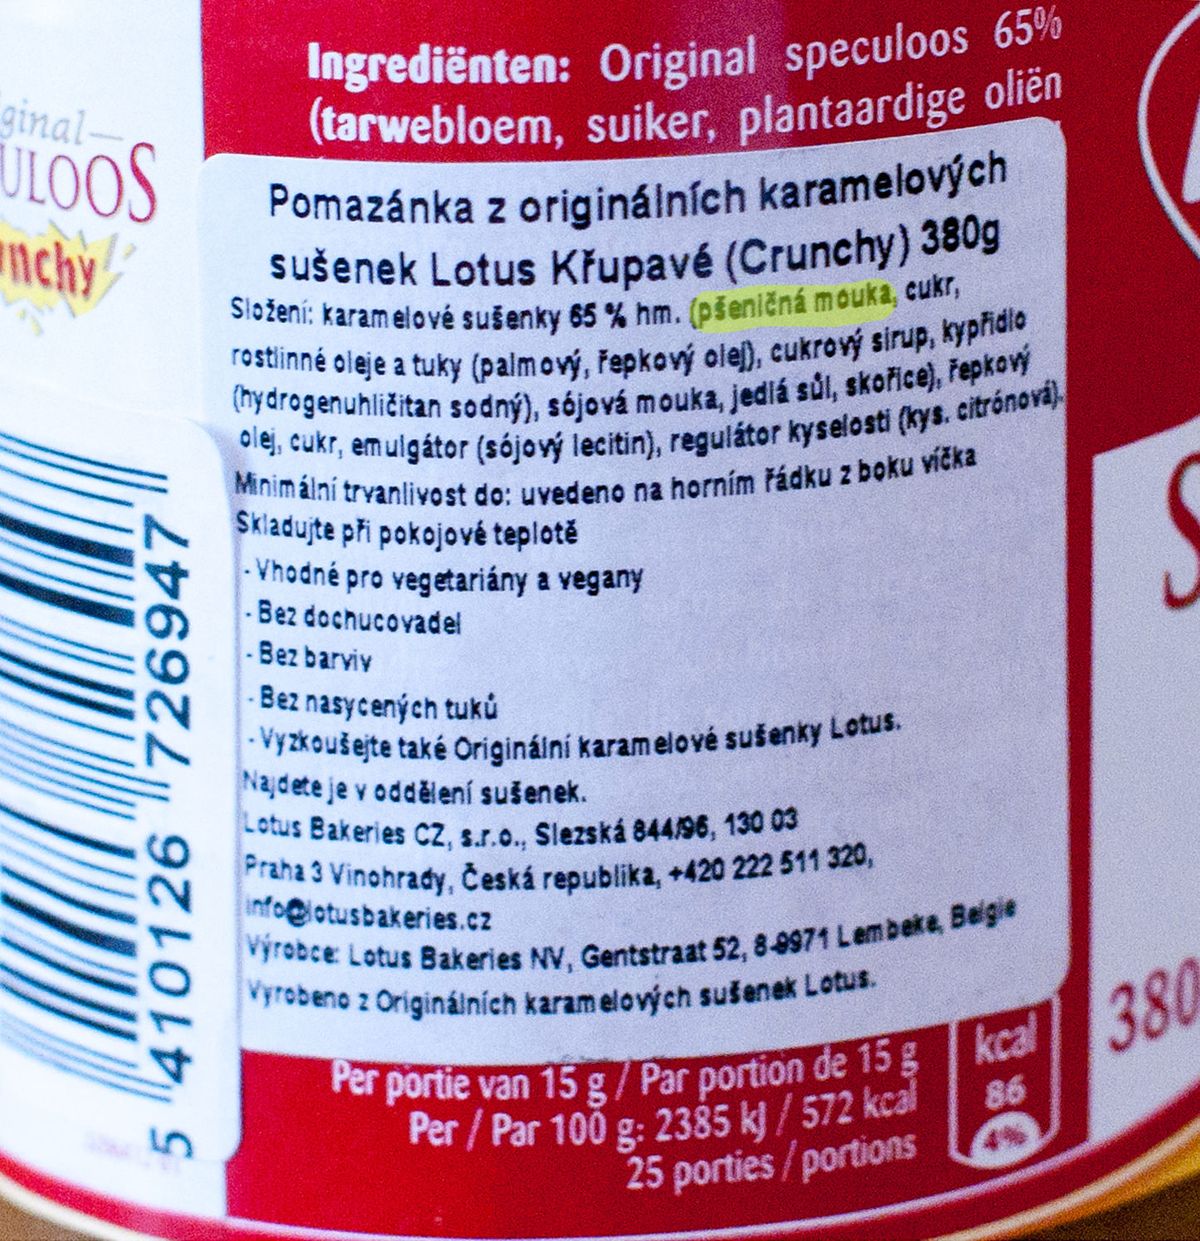 ginal
ULOOS
nchy
Ingrediënten: Original speculoos 65%
(tarwebloem, suiker, plantaardige oliën
Pomazánka z originálních karamelových
sušenek Lotus Křupavé (Crunchy) 380g
Složení: karamelové sušenky 65 % hm. (pšeničná mouka, cukr,
rostlinné oleje a tuky (palmový, řepkový olej), cukrový sirup, kypřidlo
(hydrogenuhličitan sodný), sójová mouka, jedlá sůl, skořice), řepkový
olej, cukr, emulgátor (sójový lecitin), regulátor kyselosti (kys. citrónová).
Minimální trvanlivost do: uvedeno na horním řádku z boku víčka
Skladujte při pokojové teplotě
- Vhodné pro vegetariány a vegany
- Bez dochucovadel
- Bez barviv
- Bez nasycených tuků
- Vyzkoušejte také Originální karamelové sušenky Lotus.
Najdete je v oddělení sušenek.
Lotus Bakeries CZ, s.r.o., Slezská 844/96, 130 03
Praha 3 Vinohrady, Česká republika, +420 222 511 320,
info@lotusbakeries.cz
Výrobce: Lotus Bakeries NV, Gentstraat 52, 8-9971 Lembeke, Belgie
Vyrobeno z Originálních karamelových sušenek Lotus.
Per portie van 15 g / Par portion de 15 g
Per / Par 100 g: 2385 kJ / 572 kcal
25 porties / portions
kcal
86
4%
5 410126 726947
S
380